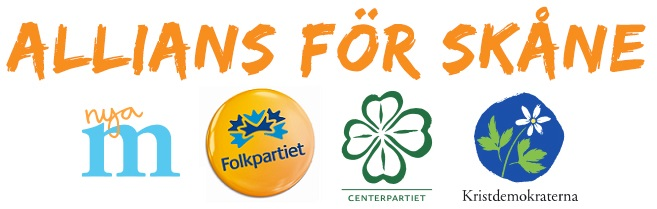 ALLIANS FÖR SKÅNE
nya
m
Folkpartiet
CENTERPARTIET
Kristdemokraterna